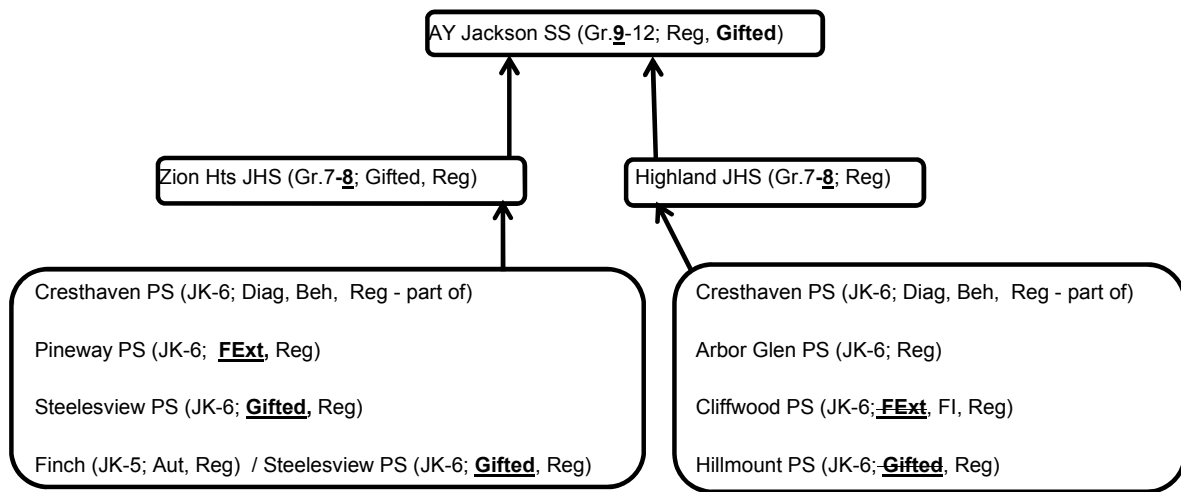 AY Jackson SS (Gr.9-12; Reg, Gifted)
Zion Hts JHS (Gr.7-8; Gifted, Reg)
Highland JHS (Gr.7-8; Reg)
Cresthaven PS (JK-6; Diag, Beh, Reg - part of)
Pineway PS (JK-6; FExt, Reg)
Steelesview PS (JK-6; Gifted, Reg)
Finch (JK-5; Aut, Reg) / Steelesview PS (JK-6; Gifted, Reg)
Cresthaven PS (JK-6; Diag, Beh, Reg - part of)
Arbor Glen PS (JK-6; Reg)
Cliffwood PS (JK-6; FExt, FI, Reg)
Hillmount PS (JK-6; Gifted, Reg)